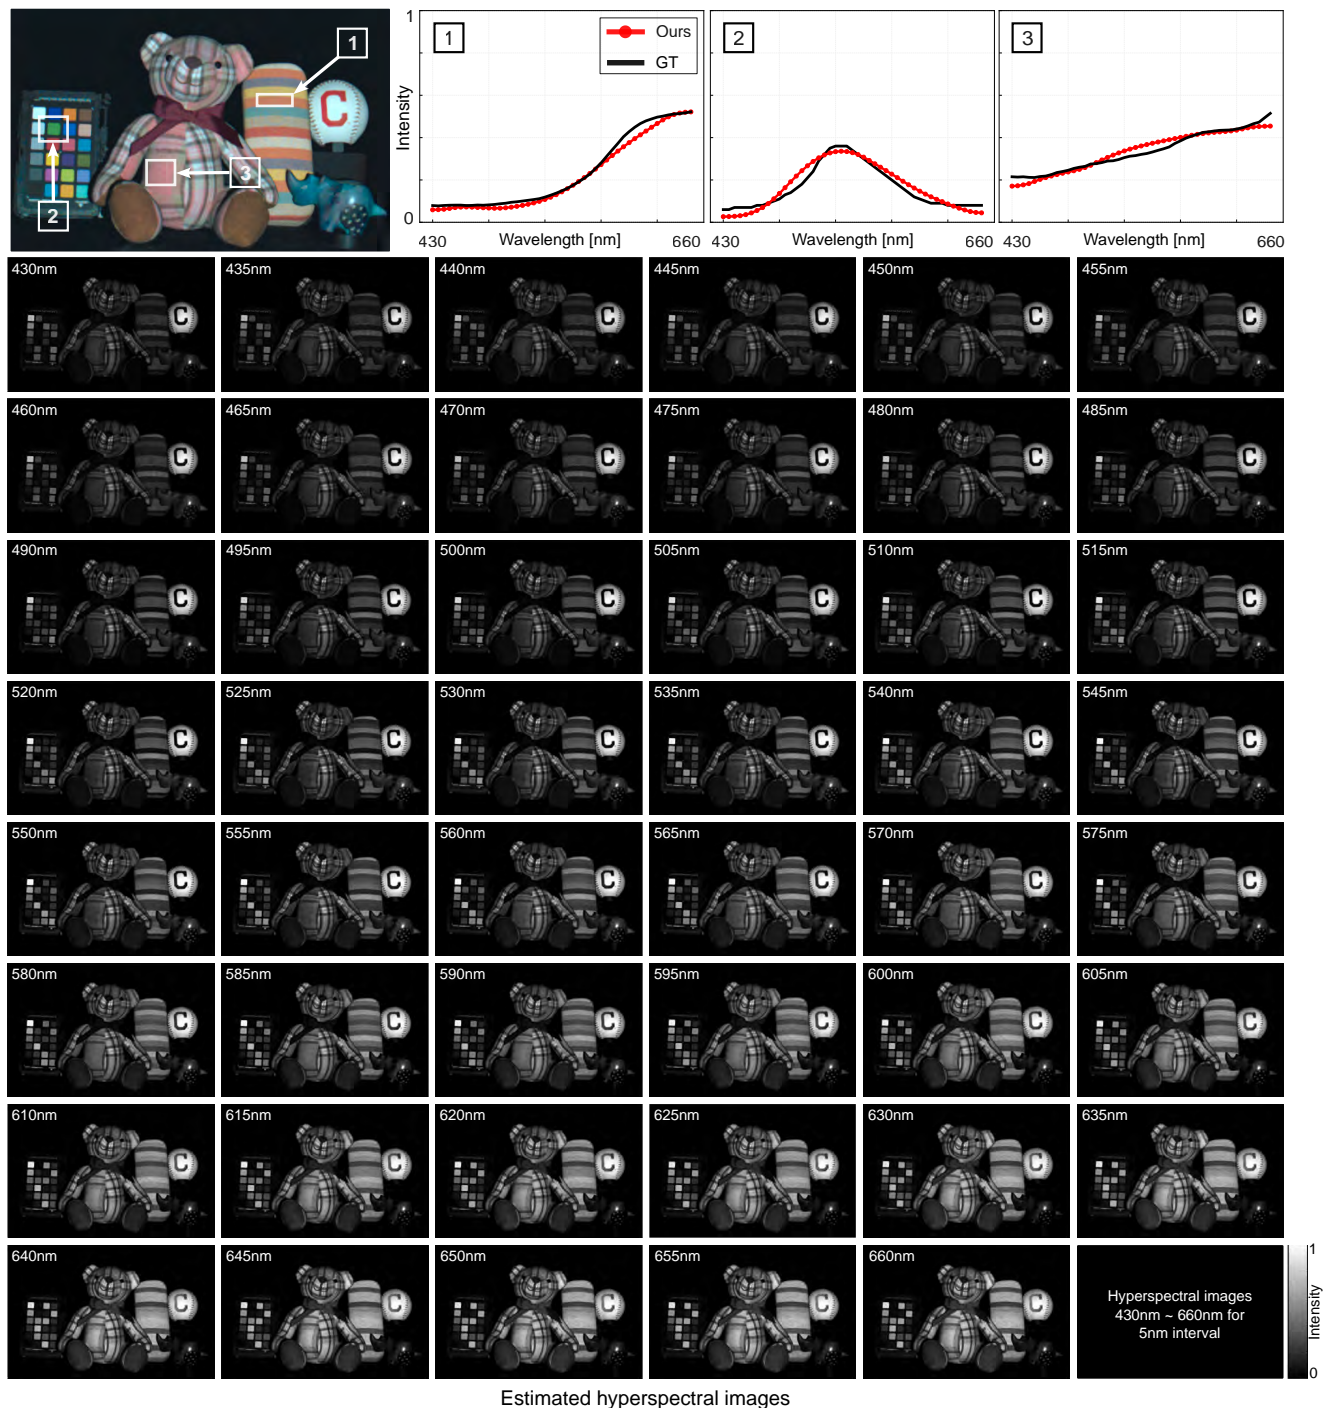 1
2
3
C
1
Intensity
0
1
Ours
GT
2
3
430
Wavelength [nm]
660
430
Wavelength [nm]
660
430
Wavelength [nm]
660
430nm
435nm
440nm
445nm
450nm
455nm
C
C
C
C
C
C
460nm
465nm
470nm
475nm
480nm
485nm
C
C
C
C
C
C
490nm
495nm
500nm
505nm
510nm
515nm
C
C
C
C
C
C
520nm
525nm
530nm
535nm
540nm
545nm
C
C
C
C
C
C
550nm
555nm
560nm
565nm
570nm
575nm
C
C
C
C
C
C
580nm
585nm
590nm
595nm
600nm
605nm
C
C
C
C
C
C
610nm
615nm
620nm
625nm
630nm
635nm
C
C
C
C
C
C
640nm
645nm
650nm
655nm
660nm
C
C
C
C
C
Hyperspectral images
430nm ~ 660nm for
5nm interval
1
Intensity
0
Estimated hyperspectral images